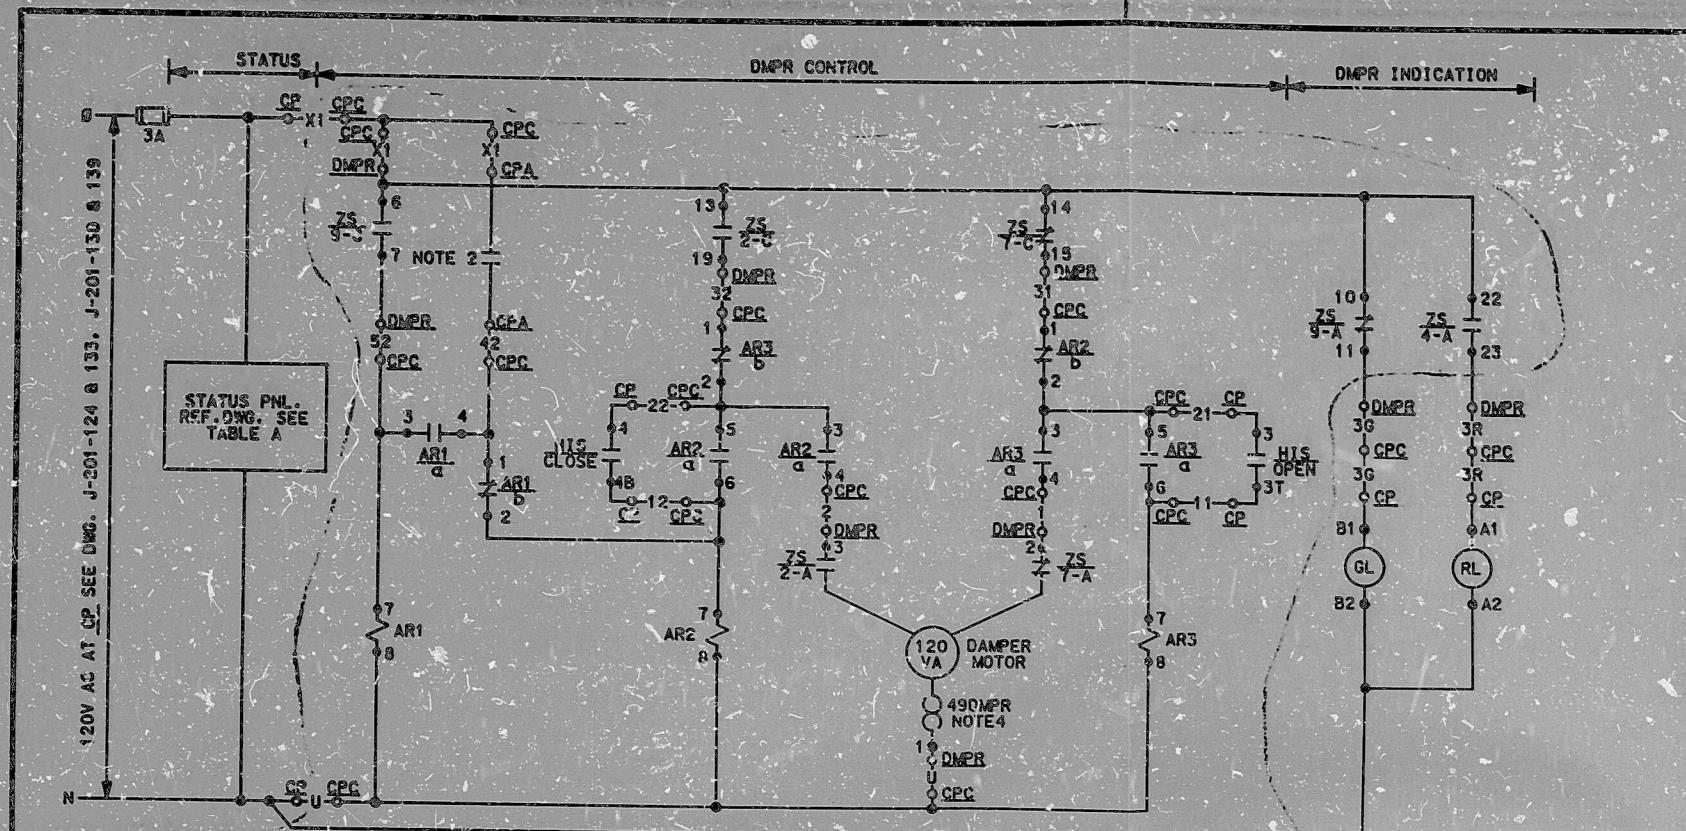 STATUS
DMPR CONTROL
DMPR INDICATION
Ø
3A
CP
X1
CPC
CPC
X1
DMPR
CPC
X1
CPA
120V AC AT CP SEE DWG. J-201-124 & 133, J-201-130 & 139
6
ZS
9-C
7
NOTE 2
DMPR
52
CPC
CPA
42
CPC
13
ZS
2-C
19
DMPR
32
CPC
1
AR3
b
2
14
ZS
7-C
15
DMPR
31
CPC
1
AR2
b
2
10
ZS
9-A
11
22
ZS
4-A
23
STATUS PNL.
REF.DWG. SEE
TABLE A
3
4
AR1
a
1
AR1
b
2
CP
22
CPC
4
HIS
CLOSE
4B
CP
12
CPC
5
AR2
a
6
3
AR2
a
4
CPC
2
DMPR
3
ZS
2-A
3
AR3
a
4
CPC
1
DMPR
2
ZS
7-A
CPC
21
CP
5
AR3
a
6
3
HIS
OPEN
3T
CPC
11
CP
DMPR
3G
CPC
3G
CP
B1
GL
B2
DMPR
3R
CPC
3R
CP
A1
RL
A2
7
AR1
8
7
AR2
8
120
VA
DAMPER
MOTOR
7
AR3
8
49DMPR
NOTE4
1
DMPR
U
CPC
N
CP
U
CPC